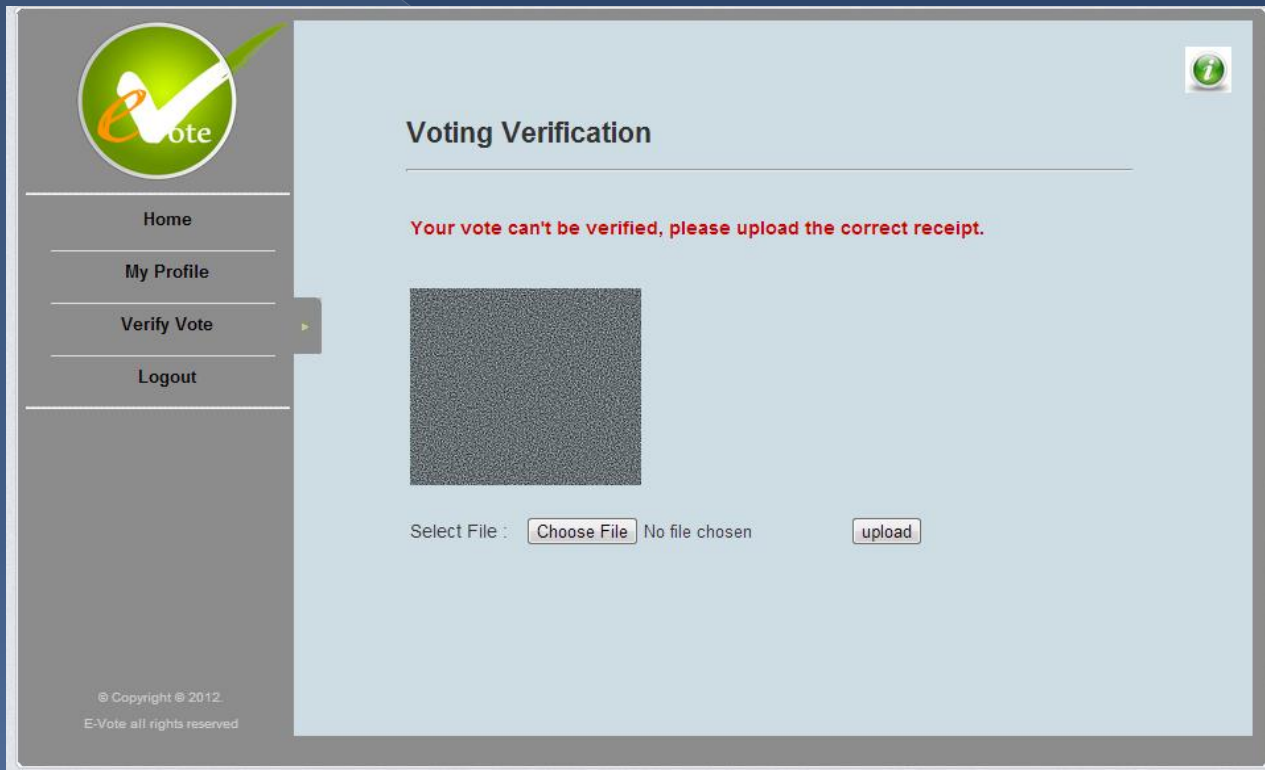 eVote
Home
My Profile
Verify Vote
Logout
© Copyright © 2012.
E-Vote all rights reserved
i
Voting Verification
Your vote can't be verified, please upload the correct receipt.
Select File : Choose File No file chosen upload